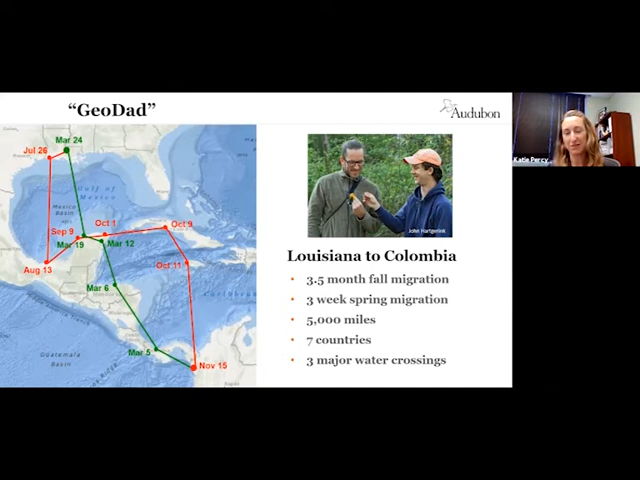 “GeoDad”
Audubon
Katie Percy
Mar 24
Jul 26
Gulf of
Mexico
Mexico
Basin
Sep 9
Oct 1
Oct 9
Mar 19
Mar 12
Aug 13
Oct 11
Mar 6
Caribbean
Mar 5
Guatemala
Basin
Nov 15
John Hartgerink
Louisiana to Colombia
• 3.5 month fall migration
• 3 week spring migration
• 5,000 miles
• 7 countries
• 3 major water crossings